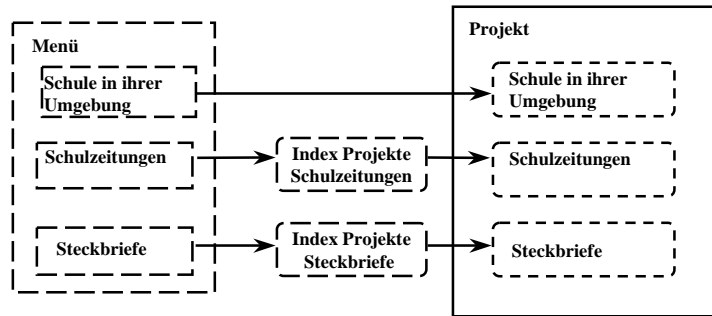 Menü
Projekt
Schule in ihrer
Umgebung
Schule in ihrer
Umgebung
Schulzeitungen
Index Projekte
Schulzeitungen
Schulzeitungen
Steckbriefe
Index Projekte
Steckbriefe
Steckbriefe